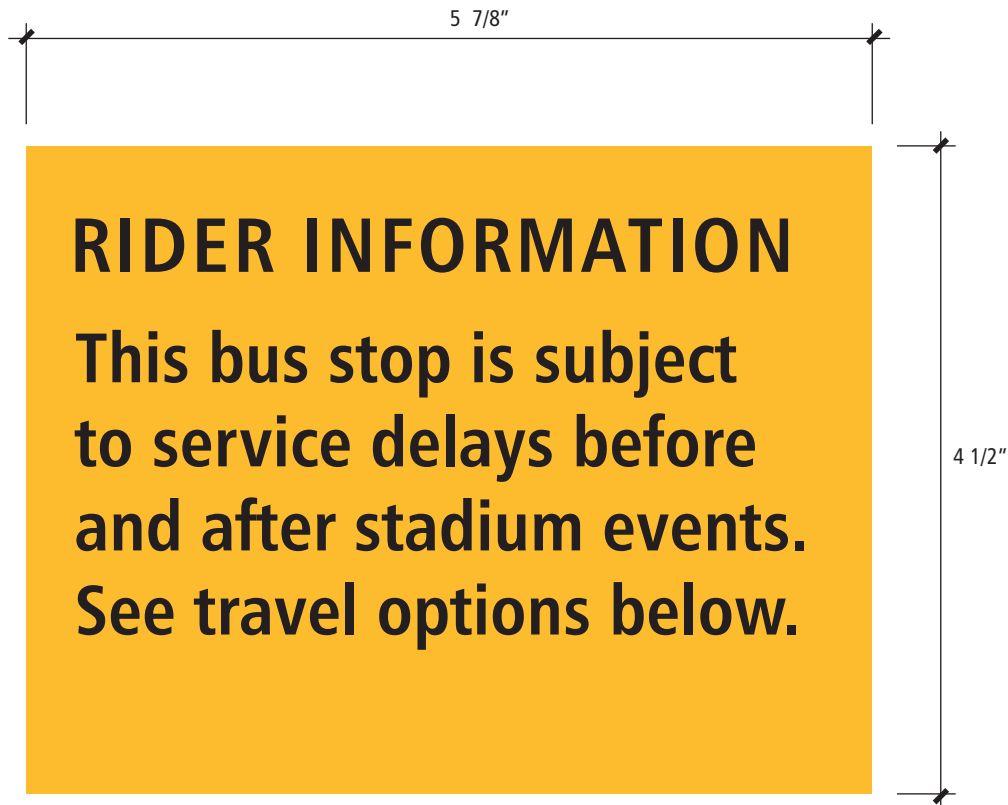 5 7/8"
RIDER INFORMATION
This bus stop is subject
to service delays before
and after stadium events.
See travel options below.
4 1/2"